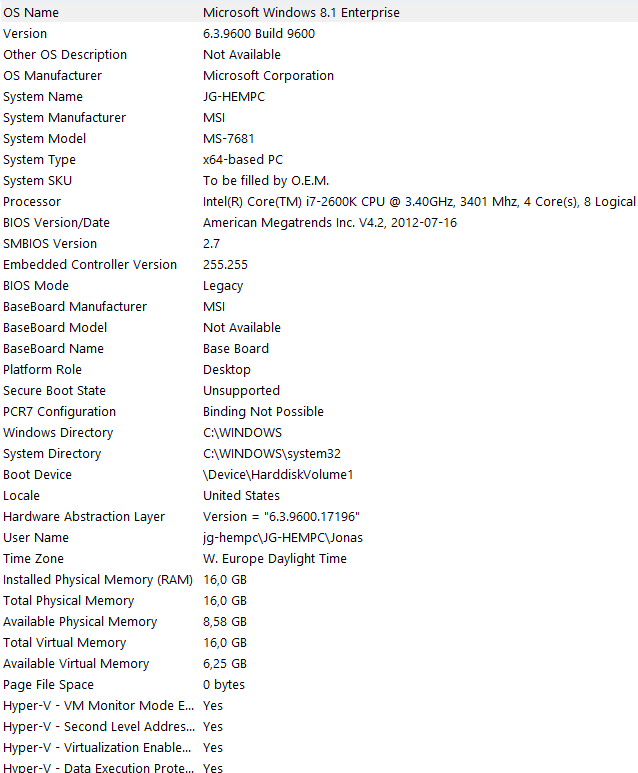 OS Name Microsoft Windows 8.1 Enterprise
Version 6.3.9600 Build 9600
Other OS Description Not Available
OS Manufacturer Microsoft Corporation
System Name JG-HEMPC
System Manufacturer MSI
System Model MS-7681
System Type x64-based PC
System SKU To be filled by O.E.M.
Processor Intel(R) Core(TM) i7-2600K CPU @ 3.40GHz, 3401 Mhz, 4 Core(s), 8 Logical
BIOS Version/Date American Megatrends Inc. V4.2, 2012-07-16
SMBIOS Version 2.7
Embedded Controller Version 255.255
BIOS Mode Legacy
BaseBoard Manufacturer MSI
BaseBoard Model Not Available
BaseBoard Name Base Board
Platform Role Desktop
Secure Boot State Unsupported
PCR7 Configuration Binding Not Possible
Windows Directory C:\WINDOWS
System Directory C:\WINDOWS\system32
Boot Device \Device\HarddiskVolume1
Locale United States
Hardware Abstraction Layer Version = "6.3.9600.17196"
User Name jg-hempc\JG-HEMPC\Jonas
Time Zone W. Europe Daylight Time
Installed Physical Memory (RAM) 16,0 GB
Total Physical Memory 16,0 GB
Available Physical Memory 8,58 GB
Total Virtual Memory 16,0 GB
Available Virtual Memory 6,25 GB
Page File Space 0 bytes
Hyper-V - VM Monitor Mode E... Yes
Hyper-V - Second Level Addres... Yes
Hyper-V - Virtualization Enable... Yes
Hyper-V - Data Execution Prote... Yes